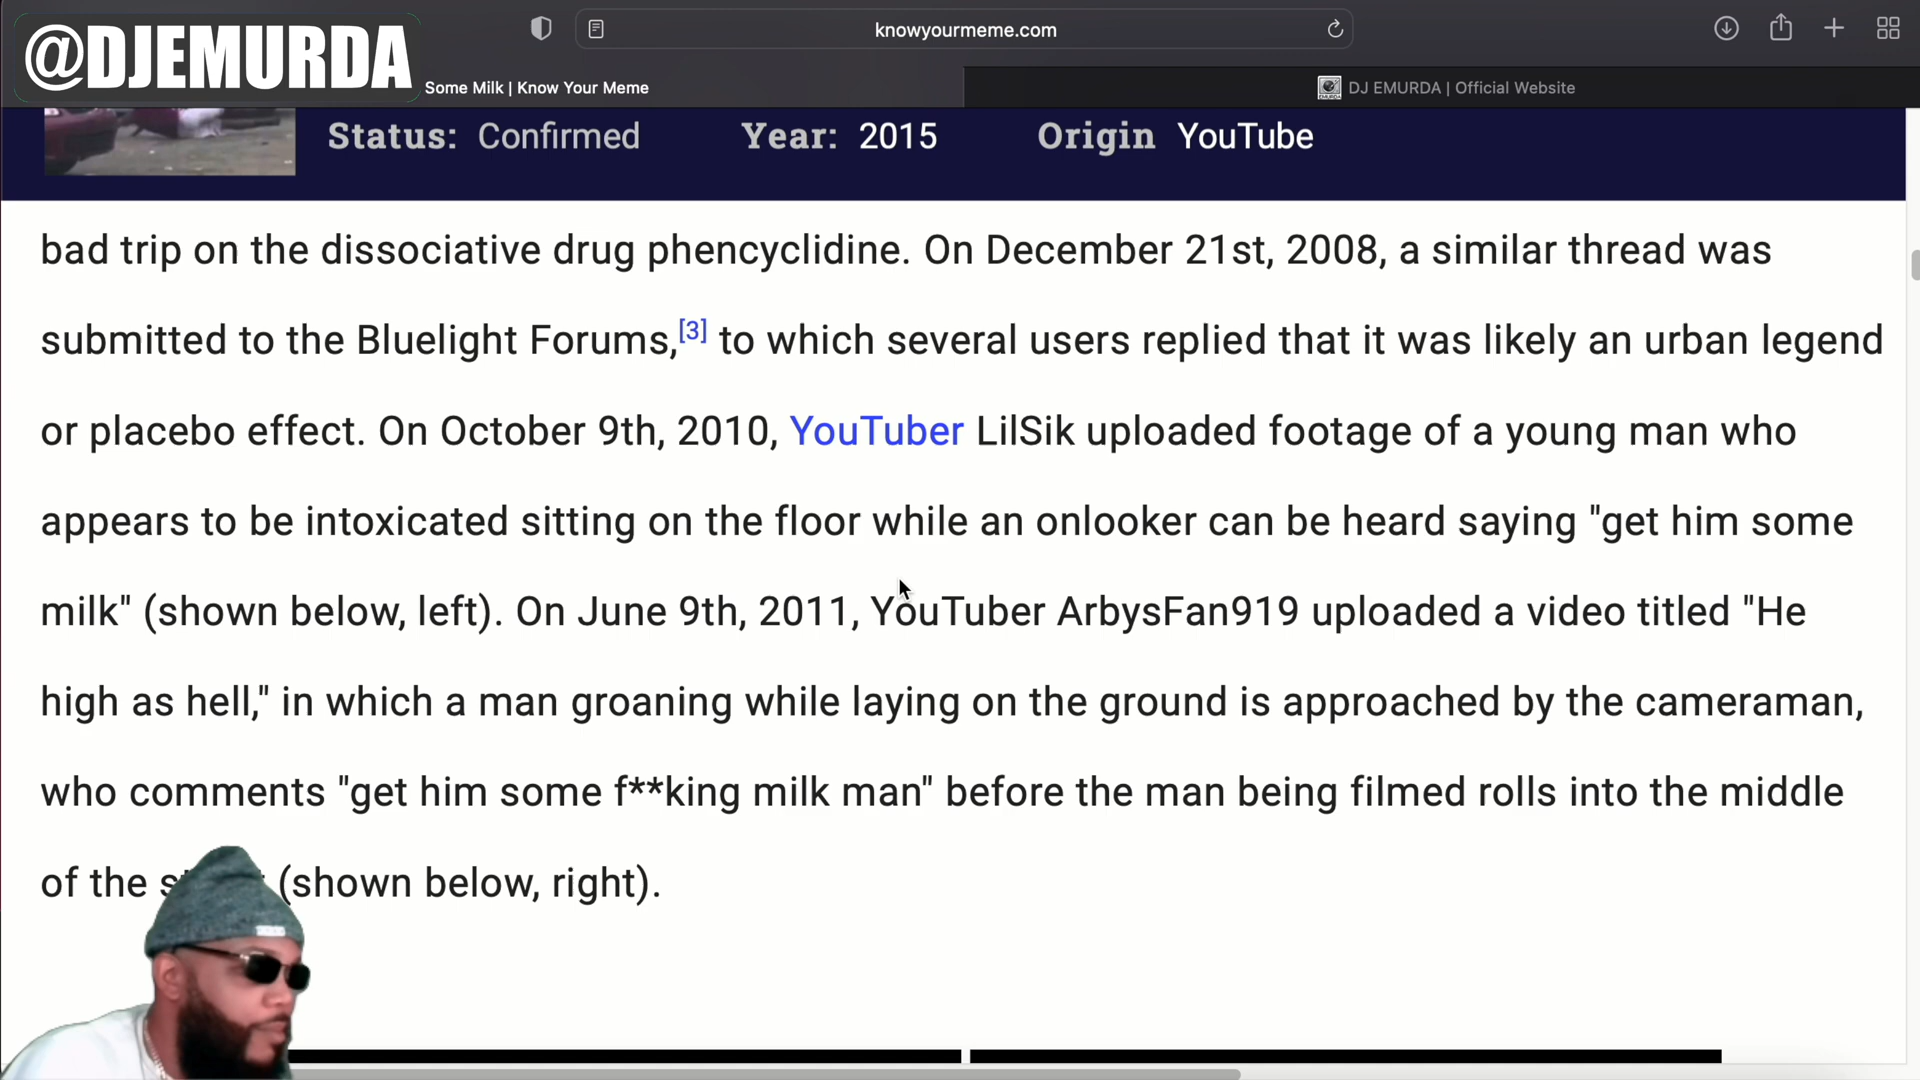 @DJEMURDA
knowyourmeme.com
Some Milk | Know Your Meme
DJ EMURDA | Official Website
Status: Confirmed Year: 2015 Origin YouTube
bad trip on the dissociative drug phencyclidine. On December 21st, 2008, a similar thread was
submitted to the Bluelight Forums,[3] to which several users replied that it was likely an urban legend
or placebo effect. On October 9th, 2010, YouTuber LilSik uploaded footage of a young man who
appears to be intoxicated sitting on the floor while an onlooker can be heard saying "get him some
milk" (shown below, left). On June 9th, 2011, YouTuber ArbysFan919 uploaded a video titled "He
high as hell," in which a man groaning while laying on the ground is approached by the cameraman,
who comments "get him some f**king milk man" before the man being filmed rolls into the middle
of the (shown below, right).